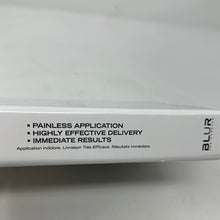 • PAINLESS APPLICATION
• HIGHLY EFFECTIVE DELIVERY
• IMMEDIATE RESULTS
Application Indolore. Livraison Très Efficace. Résultats Immédiats.
BLUR